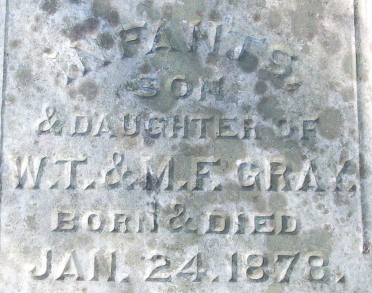 INFANTS
SON
& DAUGHTER OF
W. T. & M. F. GRAY.
BORN & DIED
JAN. 24. 1878.